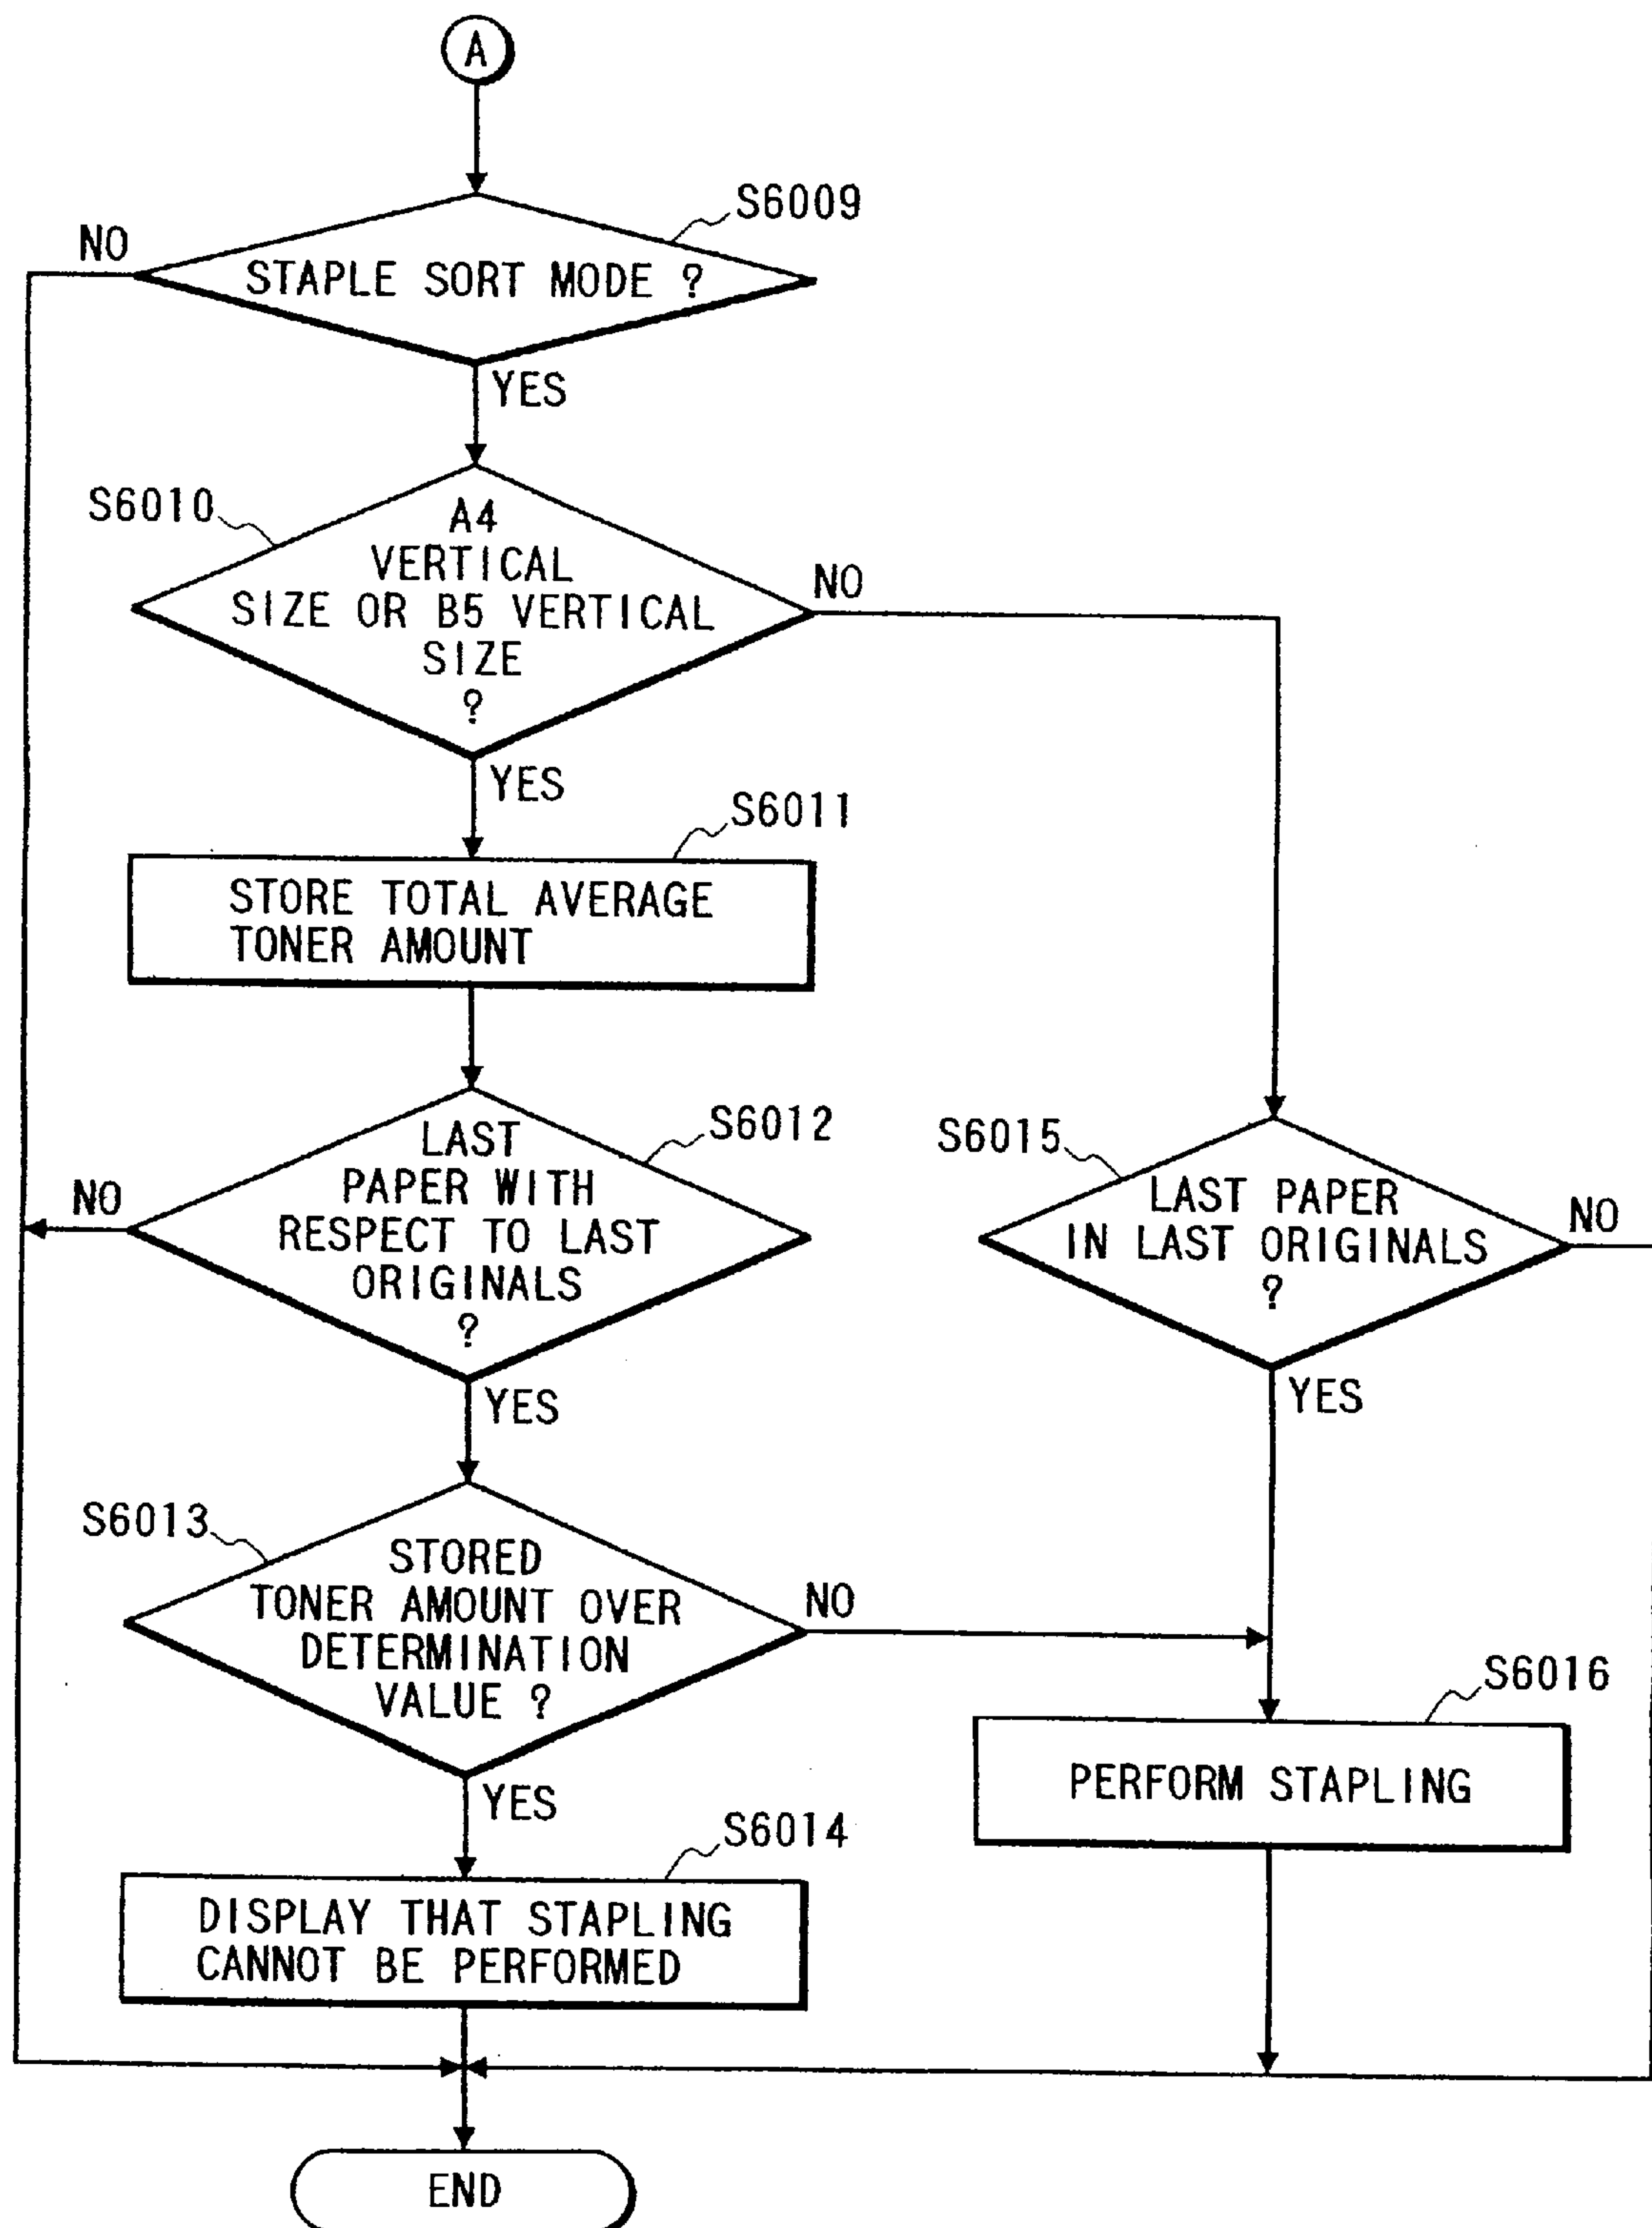 A
S6009
NO
STAPLE SORT MODE ?
YES
S6010
A4
VERTICAL
SIZE OR B5 VERTICAL
SIZE
?
NO
YES
S6011
STORE TOTAL AVERAGE
TONER AMOUNT
S6012
LAST
PAPER WITH
RESPECT TO LAST
ORIGINALS
?
NO
YES
S6015
LAST PAPER
IN LAST ORIGINALS
?
NO
YES
S6013
STORED
TONER AMOUNT OVER
DETERMINATION
VALUE ?
NO
YES
S6016
PERFORM STAPLING
S6014
DISPLAY THAT STAPLING
CANNOT BE PERFORMED
END